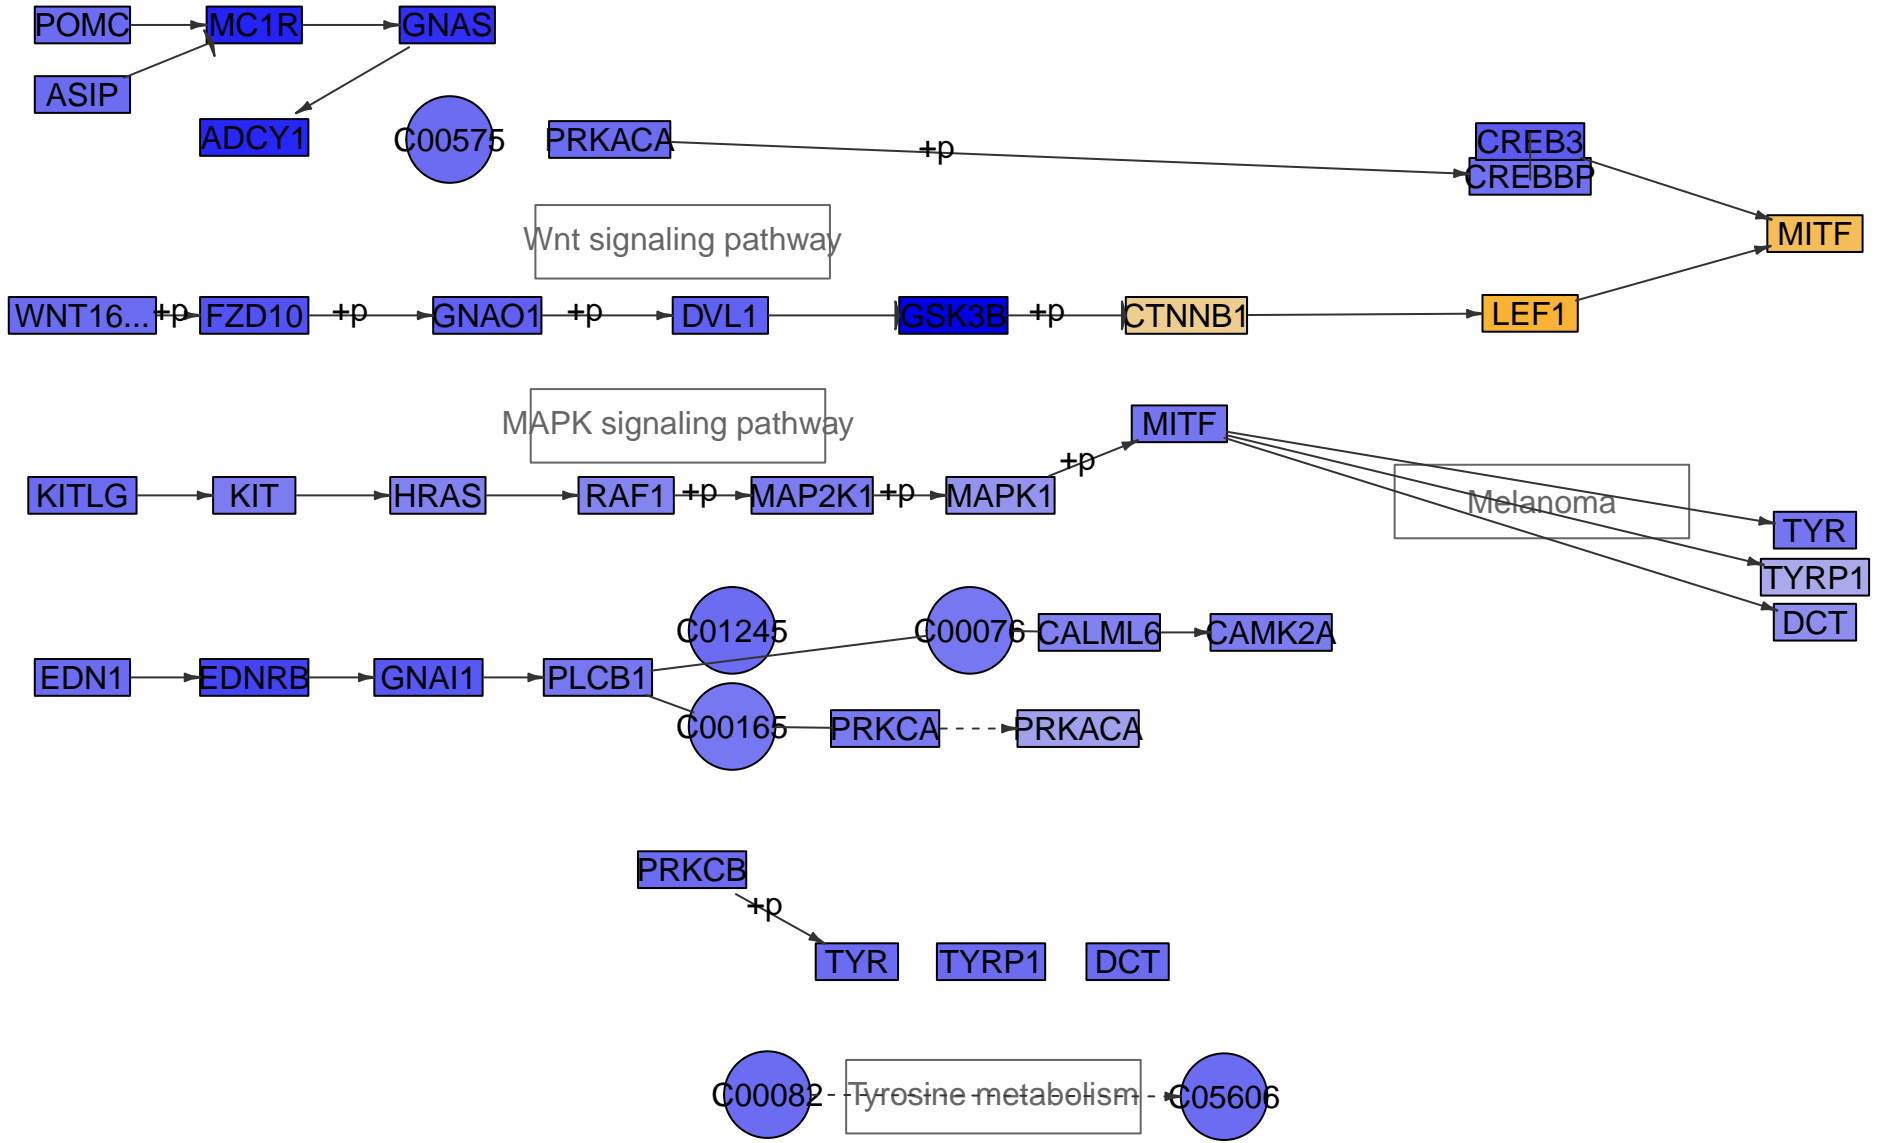 POMC
MC1R
GNAS
ASIP
ADCY1
C00575
PRKACA
+p
CREB3
CREBBP
Wnt signaling pathway
MITF
WNT16...
+p
FZD10
+p
GNAO1
+p
DVL1
GSK3B
+p
CTNNB1
LEF1
MAPK signaling pathway
MITF
KITLG
KIT
HRAS
RAF1
+p
MAP2K1
+p
MAPK1
+p
Melanoma
TYR
TYRP1
DCT
C01245
C00076
CALML6
CAMK2A
EDN1
EDNRB
GNAI1
PLCB1
C00165
PRKCA
PRKACA
PRKCB
+p
TYR
TYRP1
DCT
C00082
Tyrosine metabolism
C05606